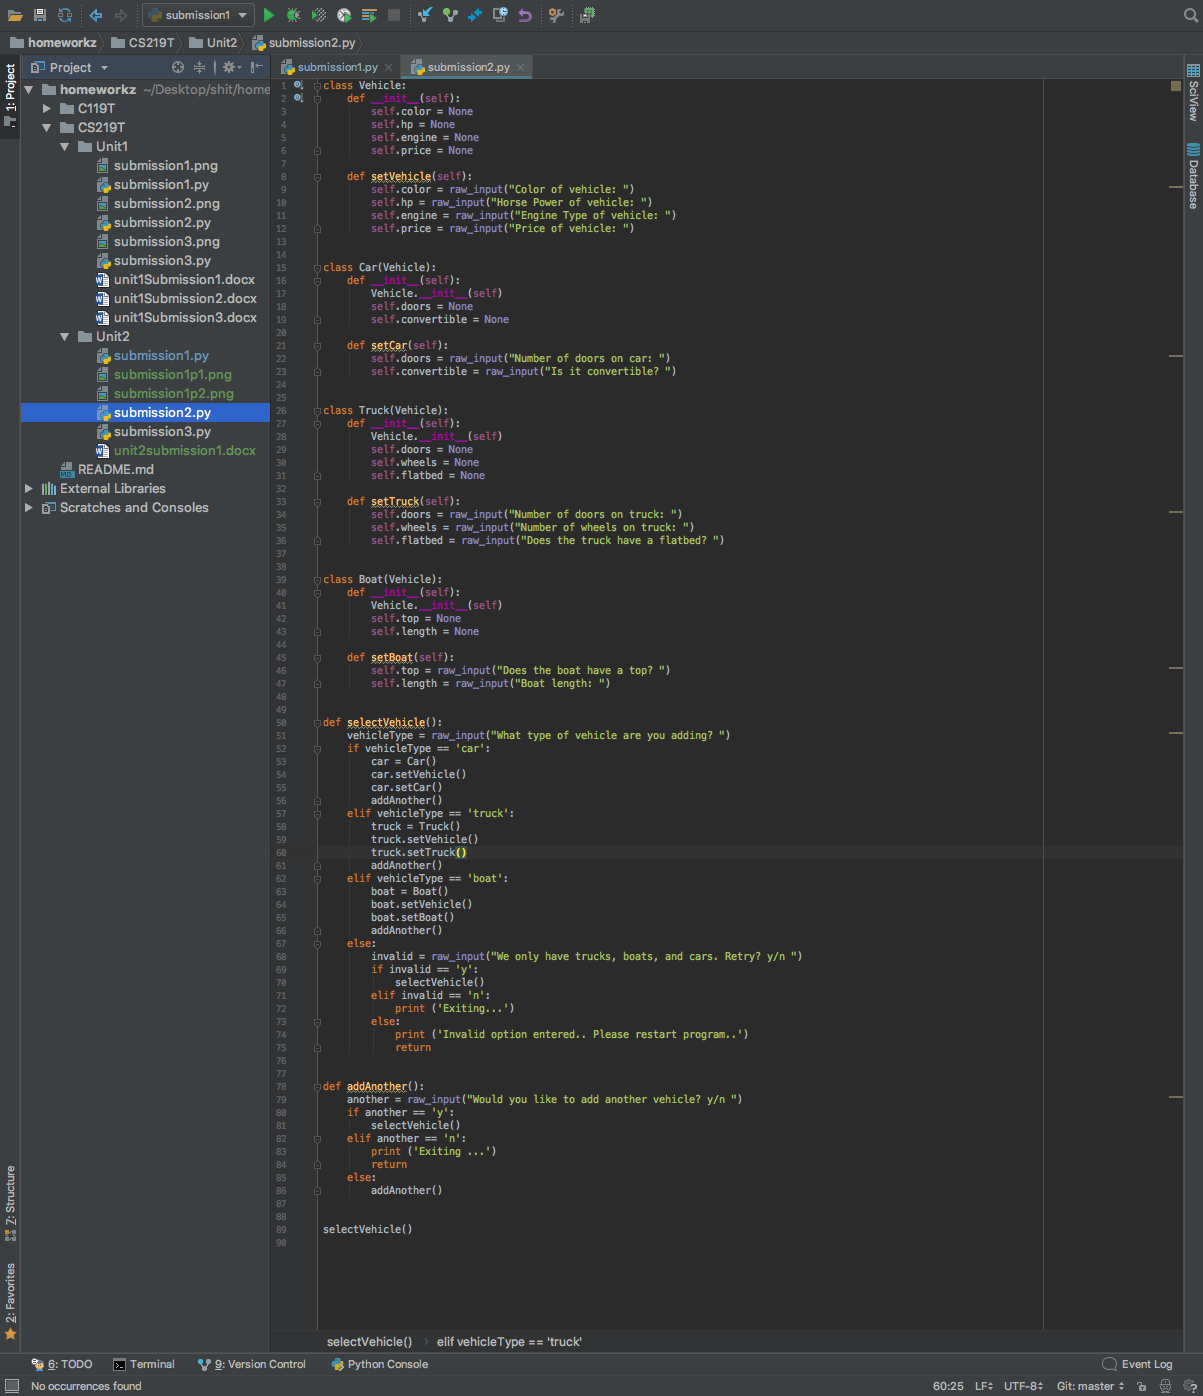 submission1
homeworkz
CS219T
Unit2
submission2.py
1: Project
Project
submission1.py
submission2.py
homeworkz ~/Desktop/shit/home
C119T
CS219T
Unit1
submission1.png
submission1.py
submission2.png
submission2.py
submission3.png
submission3.py
unit1Submission1.docx
unit1Submission2.docx
unit1Submission3.docx
Unit2
submission1.py
submission1p1.png
submission1p2.png
submission2.py
submission3.py
unit2submission1.docx
README.md
External Libraries
Scratches and Consoles
7: Structure
2: Favorites
1 class Vehicle:
2     def __init__(self):
3         self.color = None
4         self.hp = None
5         self.engine = None
6         self.price = None
7
8     def setVehicle(self):
9         self.color = raw_input("Color of vehicle: ")
10         self.hp = raw_input("Horse Power of vehicle: ")
11         self.engine = raw_input("Engine Type of vehicle: ")
12         self.price = raw_input("Price of vehicle: ")
13
14
15 class Car(Vehicle):
16     def __init__(self):
17         Vehicle.__init__(self)
18         self.doors = None
19         self.convertible = None
20
21     def setCar(self):
22         self.doors = raw_input("Number of doors on car: ")
23         self.convertible = raw_input("Is it convertible? ")
24
25
26 class Truck(Vehicle):
27     def __init__(self):
28         Vehicle.__init__(self)
29         self.doors = None
30         self.wheels = None
31         self.flatbed = None
32
33     def setTruck(self):
34         self.doors = raw_input("Number of doors on truck: ")
35         self.wheels = raw_input("Number of wheels on truck: ")
36         self.flatbed = raw_input("Does the truck have a flatbed? ")
37
38
39 class Boat(Vehicle):
40     def __init__(self):
41         Vehicle.__init__(self)
42         self.top = None
43         self.length = None
44
45     def setBoat(self):
46         self.top = raw_input("Does the boat have a top? ")
47         self.length = raw_input("Boat length: ")
48
49
50 def selectVehicle():
51     vehicleType = raw_input("What type of vehicle are you adding? ")
52     if vehicleType == 'car':
53         car = Car()
54         car.setVehicle()
55         car.setCar()
56         addAnother()
57     elif vehicleType == 'truck':
58         truck = Truck()
59         truck.setVehicle()
60         truck.setTruck()
61         addAnother()
62     elif vehicleType == 'boat':
63         boat = Boat()
64         boat.setVehicle()
65         boat.setBoat()
66         addAnother()
67     else:
68         invalid = raw_input("We only have trucks, boats, and cars. Retry? y/n ")
69         if invalid == 'y':
70             selectVehicle()
71         elif invalid == 'n':
72             print ('Exiting...')
73         else:
74             print ('Invalid option entered.. Please restart program..')
75             return
76
77
78 def addAnother():
79     another = raw_input("Would you like to add another vehicle? y/n ")
80     if another == 'y':
81         selectVehicle()
82     elif another == 'n':
83         print ('Exiting ...')
84         return
85     else:
86         addAnother()
87
88
89 selectVehicle()
90
SciView
Database
selectVehicle() › elif vehicleType == 'truck'
6: TODO
Terminal
9: Version Control
Python Console
Event Log
No occurrences found
60:25
LF
UTF-8
Git: master